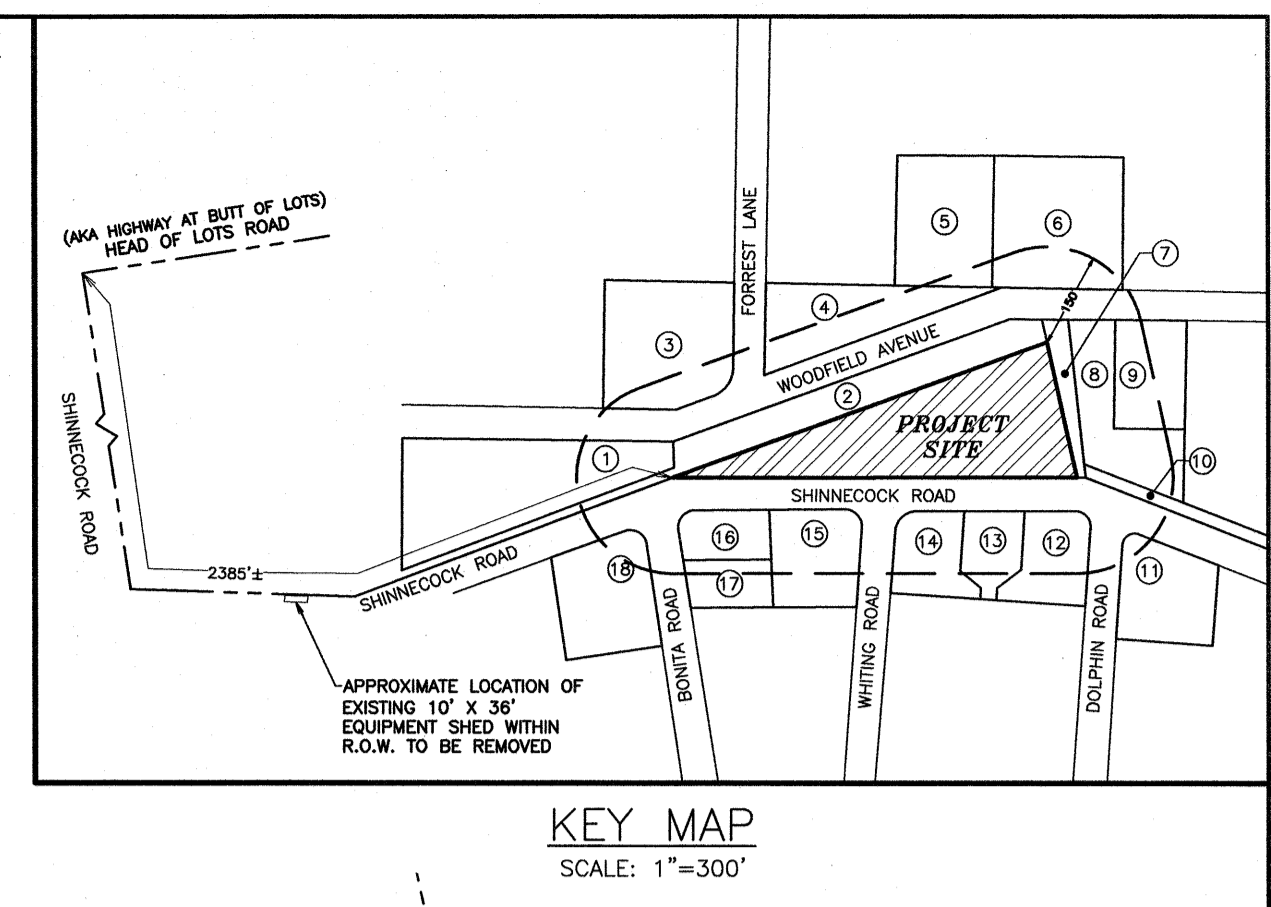 (AKA HIGHWAY AT BUTT OF LOTS)
HEAD OF LOTS ROAD
SHINNECOCK ROAD
2385'±
SHINNECOCK ROAD
APPROXIMATE LOCATION OF
EXISTING 10' X 36'
EQUIPMENT SHED WITHIN
R.O.W. TO BE REMOVED
FORREST LANE
5
6
7
150
4
3
WOODFIELD AVENUE
2
8
9
PROJECT
SITE
1
10
SHINNECOCK ROAD
16
15
14
13
12
11
18
17
BONITA ROAD
WHITING ROAD
DOLPHIN ROAD
KEY MAP
SCALE: 1"=300'